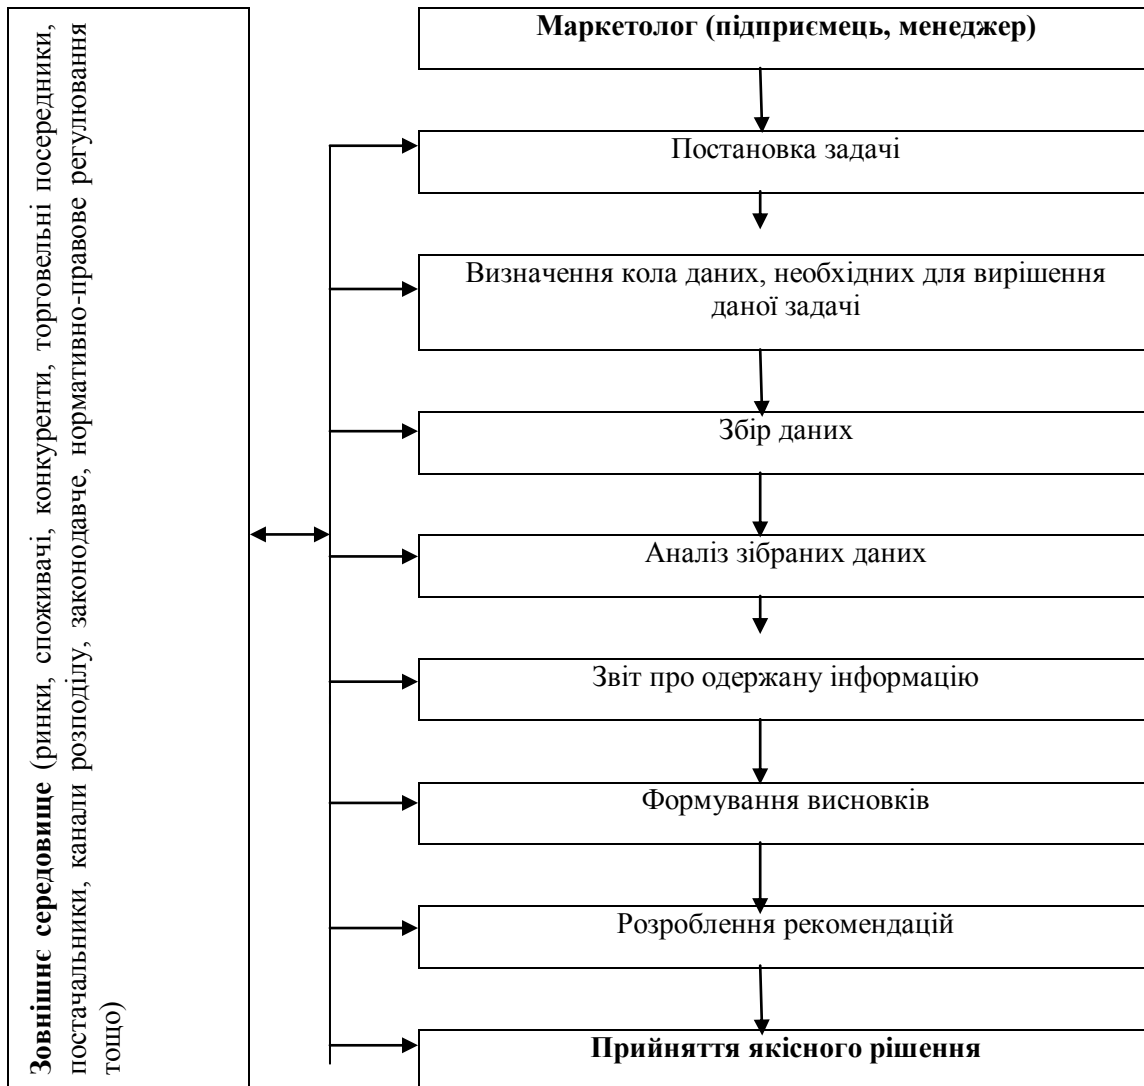 Зовнішнє середовище (ринки, споживачі, конкуренти, торговельні посередники,
постачальники, канали розподілу, законодавче, нормативно-правове регулювання
тощо)
Маркетолог (підприємець, менеджер)
Постановка задачі
Визначення кола даних, необхідних для вирішення
даної задачі
Збір даних
Аналіз зібраних даних
Звіт про одержану інформацію
Формування висновків
Розроблення рекомендацій
Прийняття якісного рішення